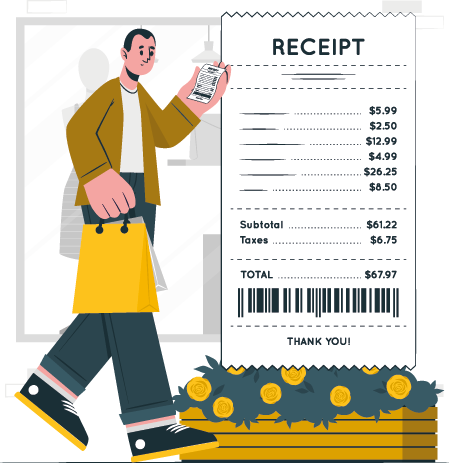 RECEIPT
$5.99
$2.50
$12.99
$4.99
$26.25
$8.50
Subtotal $61.22
Taxes $6.75
TOTAL $67.97
THANK YOU!